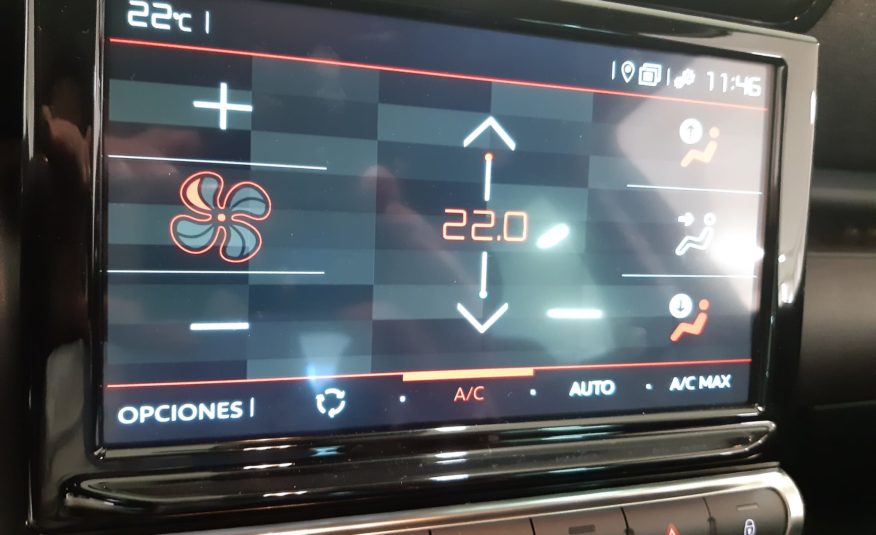 22°C
11:46
22.0
OPCIONES A/C AUTO A/C MAX